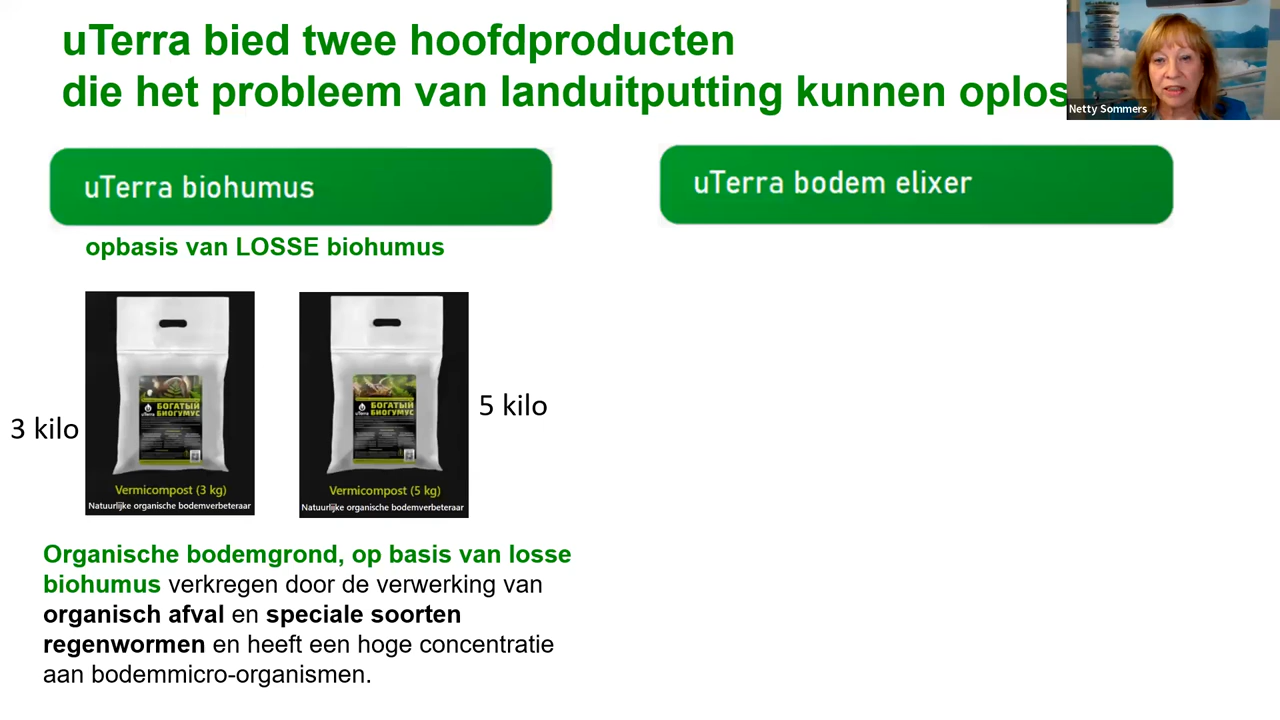 uTerra bied twee hoofdproducten
die het probleem van landuitputting kunnen oplos
Netty Sommers
uTerra biohumus
uTerra bodem elixer
opbasis van LOSSE biohumus
3 kilo
БОГАТЫЙ
БИОГУМУС
uTerra
Vermicompost (3 kg)
Natuurlijke organische bodemverbeteraar
БОГАТЫЙ
БИОГУМУС
uTerra
Vermicompost (5 kg)
Natuurlijke organische bodemverbeteraar
5 kilo
Organische bodemgrond, op basis van losse
biohumus verkregen door de verwerking van
organisch afval en speciale soorten
regenwormen en heeft een hoge concentratie
aan bodemmicro-organismen.